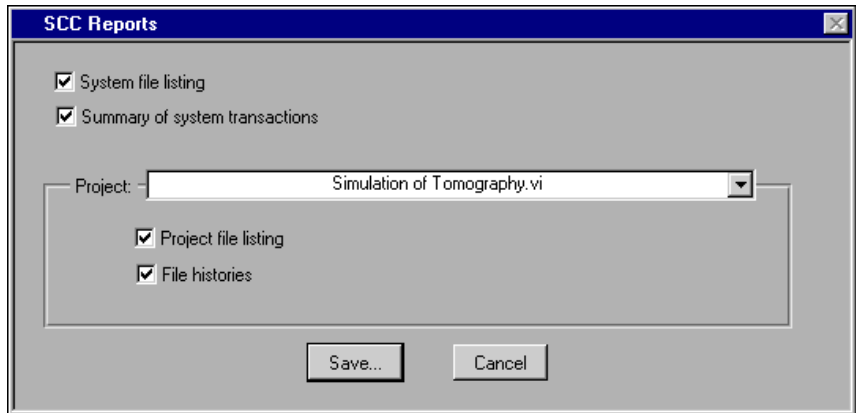 SCC Reports
System file listing
Summary of system transactions
Project: Simulation of Tomography.vi
Project file listing
File histories
Save... Cancel